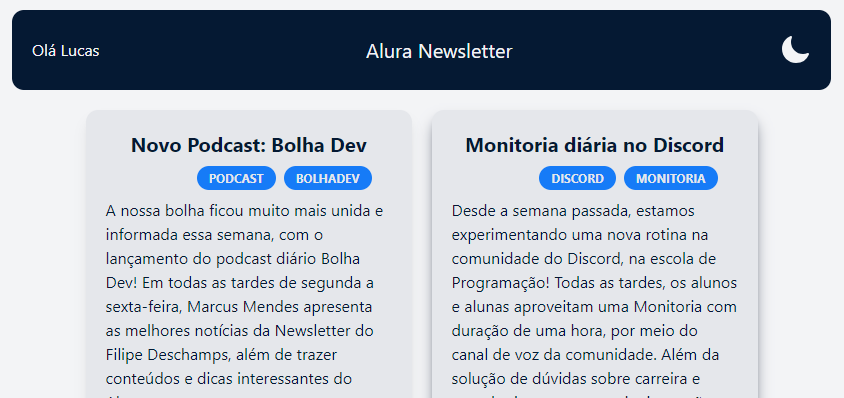 Olá Lucas
Alura Newsletter
Novo Podcast: Bolha Dev
PODCAST
BOLHADEV
A nossa bolha ficou muito mais unida e
informada essa semana, com o
lançamento do podcast diário Bolha
Dev! Em todas as tardes de segunda a
sexta-feira, Marcus Mendes apresenta
as melhores notícias da Newsletter do
Filipe Deschamps, além de trazer
conteúdos e dicas interessantes do
Monitoria diária no Discord
DISCORD
MONITORIA
Desde a semana passada, estamos
experimentando uma nova rotina na
comunidade do Discord, na escola de
Programação! Todas as tardes, os alunos
e alunas aproveitam uma Monitoria com
duração de uma hora, por meio do
canal de voz da comunidade. Além da
solução de dúvidas sobre carreira e